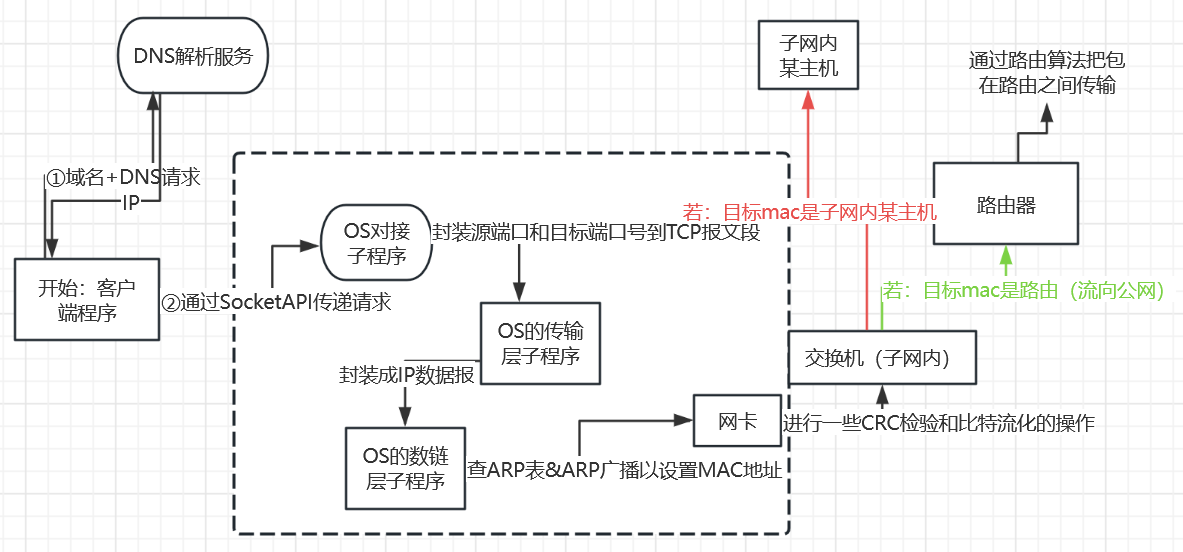 DNS解析服务
①域名+DNS请求
IP
开始：客户
端程序
②通过SocketAPI传递请求
OS对接
子程序
封装源端口和目标端口号到TCP报文段
OS的传输
层子程序
封装成IP数据报
OS的数链
层子程序
查ARP表&ARP广播以设置MAC地址
网卡
进行一些CRC检验和比特流化的操作
交换机（子网内）
若：目标mac是子网内某主机
子网内
某主机
若：目标mac是路由（流向公网）
路由器
通过路由算法把包
在路由之间传输